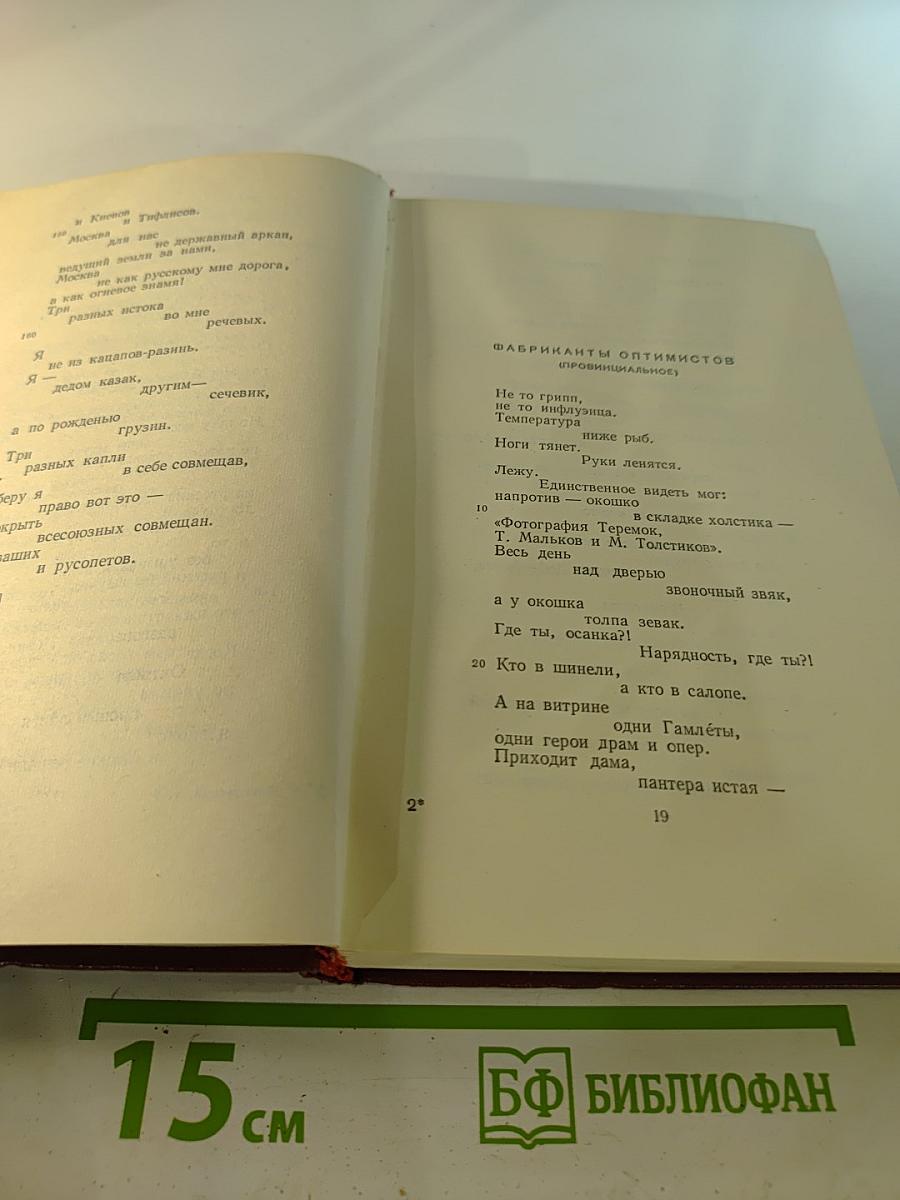 и Киевов
и Тифлисов.
150 Москва
для нас
не державный аркан,
ведущий земли за нами,
Москва
не как русскому мне дорога,
а как огневое знамя!
Три
разных истока
во мне
речевых.
160
Я
не из кацапов-разинь.
Я —
дедом казак,
другим—
сечевик,
а по рожденью
грузин.
Три
разных капли
в себе совмещав,
беру я
право вот это —
крыть
всесоюзных совмещан.
ваших
и русопетов.
ФАБРИКАНТЫ ОПТИМИСТОВ
(ПРОВИНЦИАЛЬНОЕ)
Не то грипп,
не то инфлуэнца.
Температура
ниже рыб.
Ноги тянет.
Руки ленятся.
Лежу.
Единственное видеть мог:
напротив — окошко
10
в складке холстика —
«Фотография Теремок,
Т. Мальков и М. Толстиков».
Весь день
над дверью
звоночный звяк,
а у окошка
толпа зевак.
Где ты, осанка?!
Нарядность, где ты?!
20 Кто в шинели,
а кто в салопе.
А на витрине
одни Гамле́ты,
одни герои драм и опер.
Приходит дама,
пантера истая —
2*
19
15 см
БФ БИБЛИОФАН